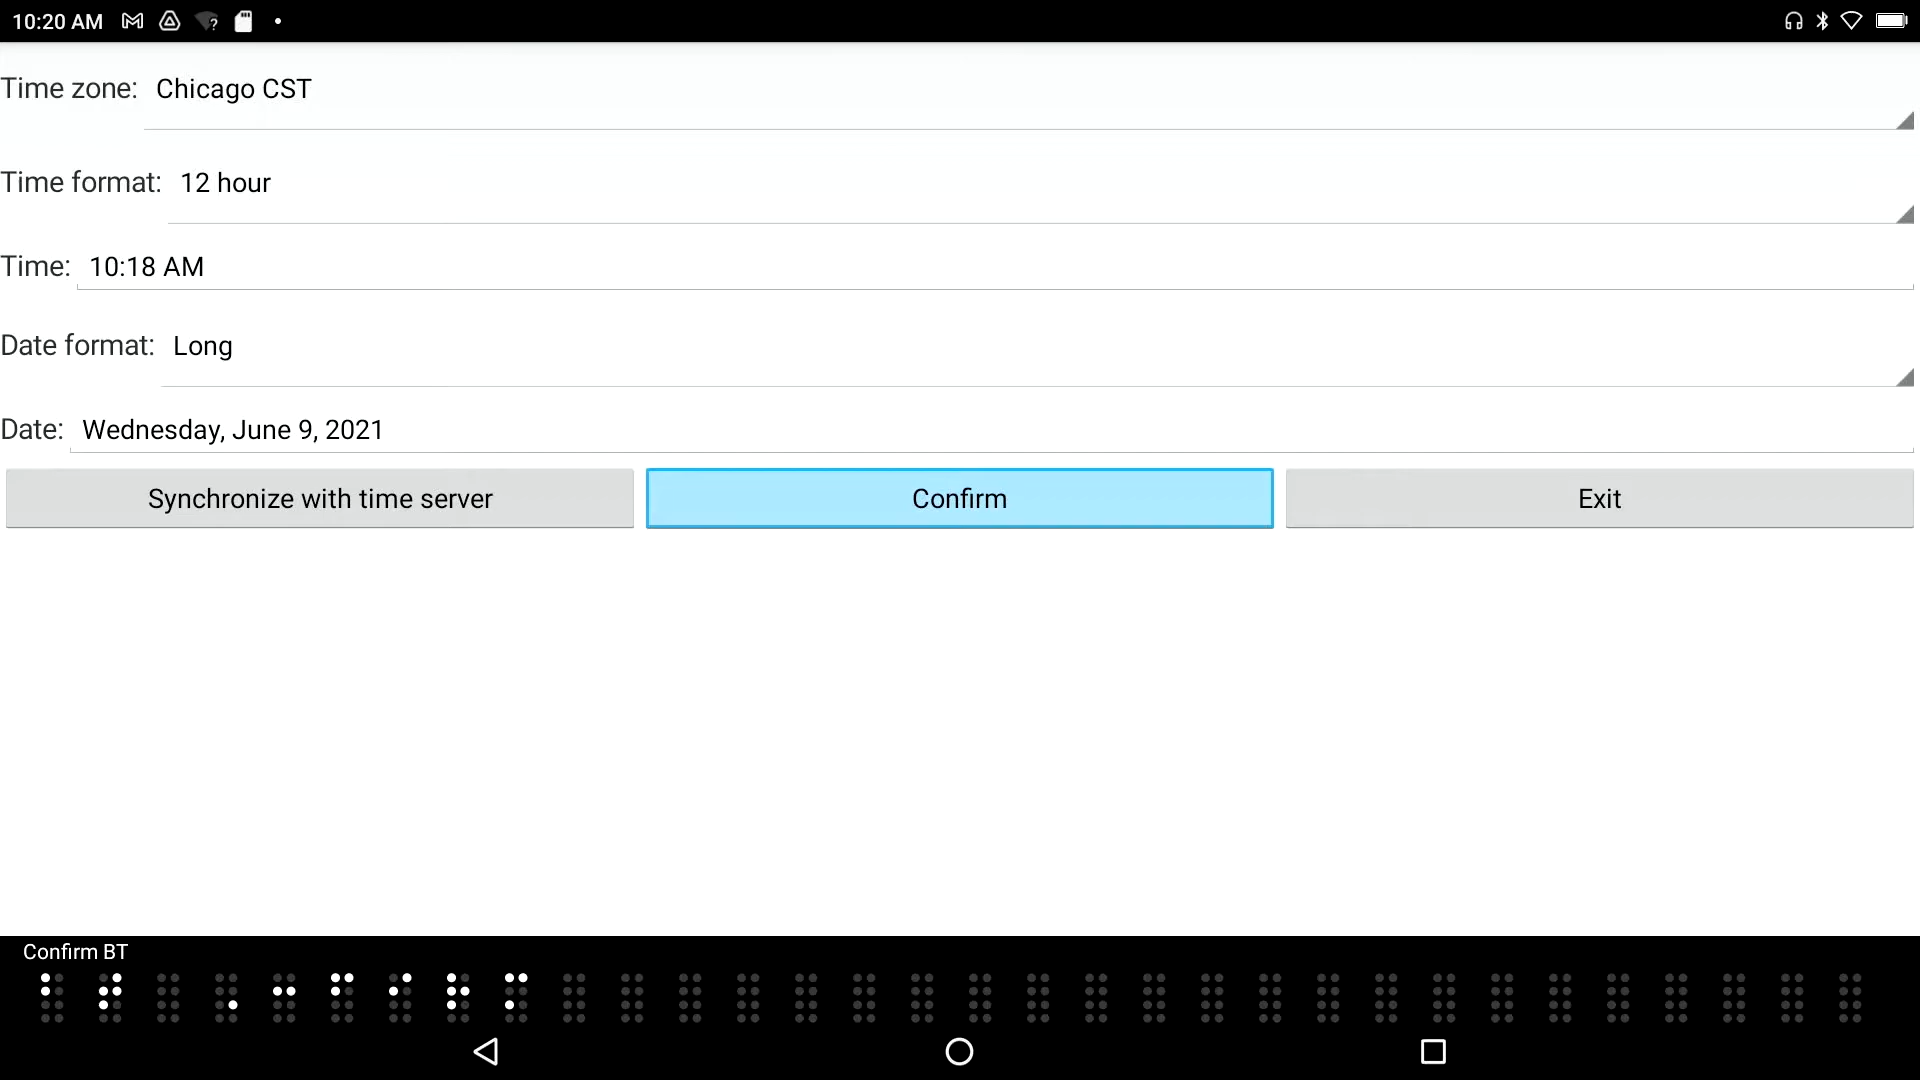 10:20 AM
Time zone: Chicago CST
Time format: 12 hour
Time: 10:18 AM
Date format: Long
Date: Wednesday, June 9, 2021
Synchronize with time server Confirm Exit
Confirm BT